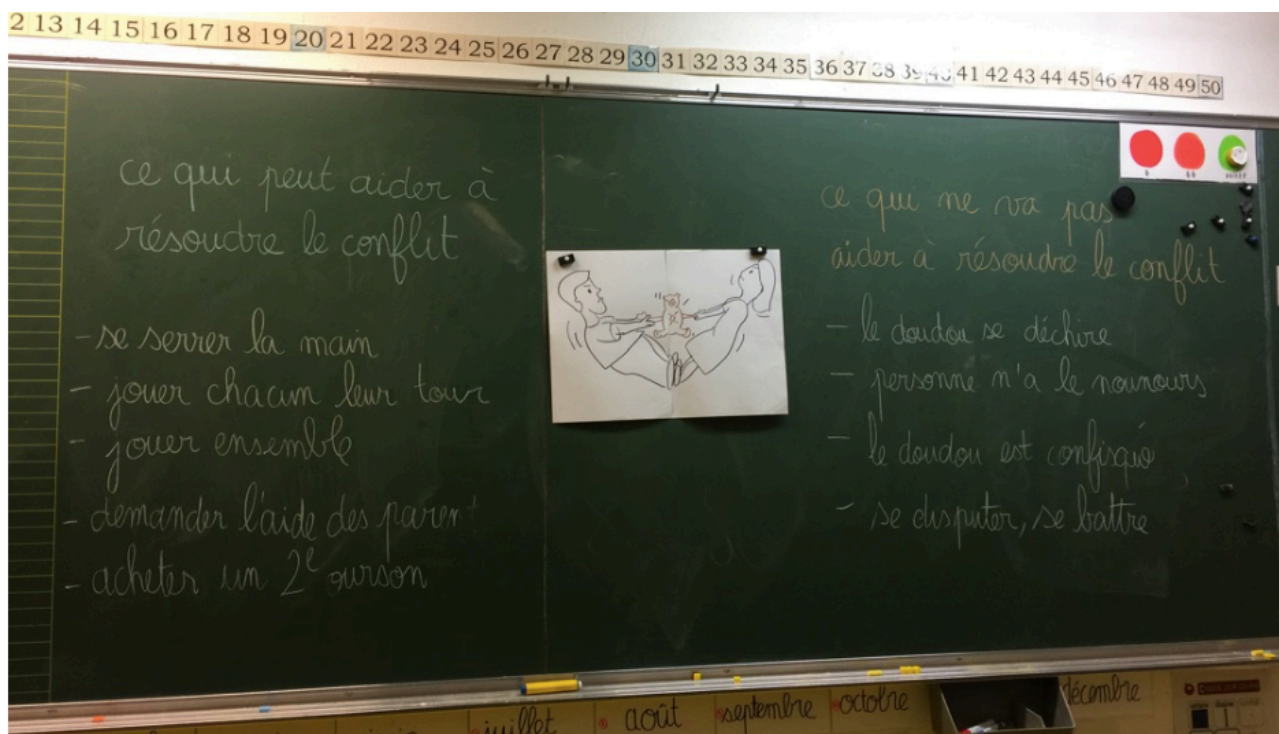 2 13 14 15 16 17 18 19 20 21 22 23 24 25 26 27 28 29 30 31 32 33 34 35 36 37 38 39 40 41 42 43 44 45 46 47 48 49 50
ce qui peut aider à
résoudre le conflit
- se serrer la main
- jouer chacun leur tour
- jouer ensemble
- demander l'aide des parent
- acheter un 2e ourson
ce qui ne va pas
aider à résoudre le conflit
- le doudou se déchire
- personne n'a le nounours
- le doudou est confisqué
- se disputer, se battre
juillet
août
septembre
octobre
décembre